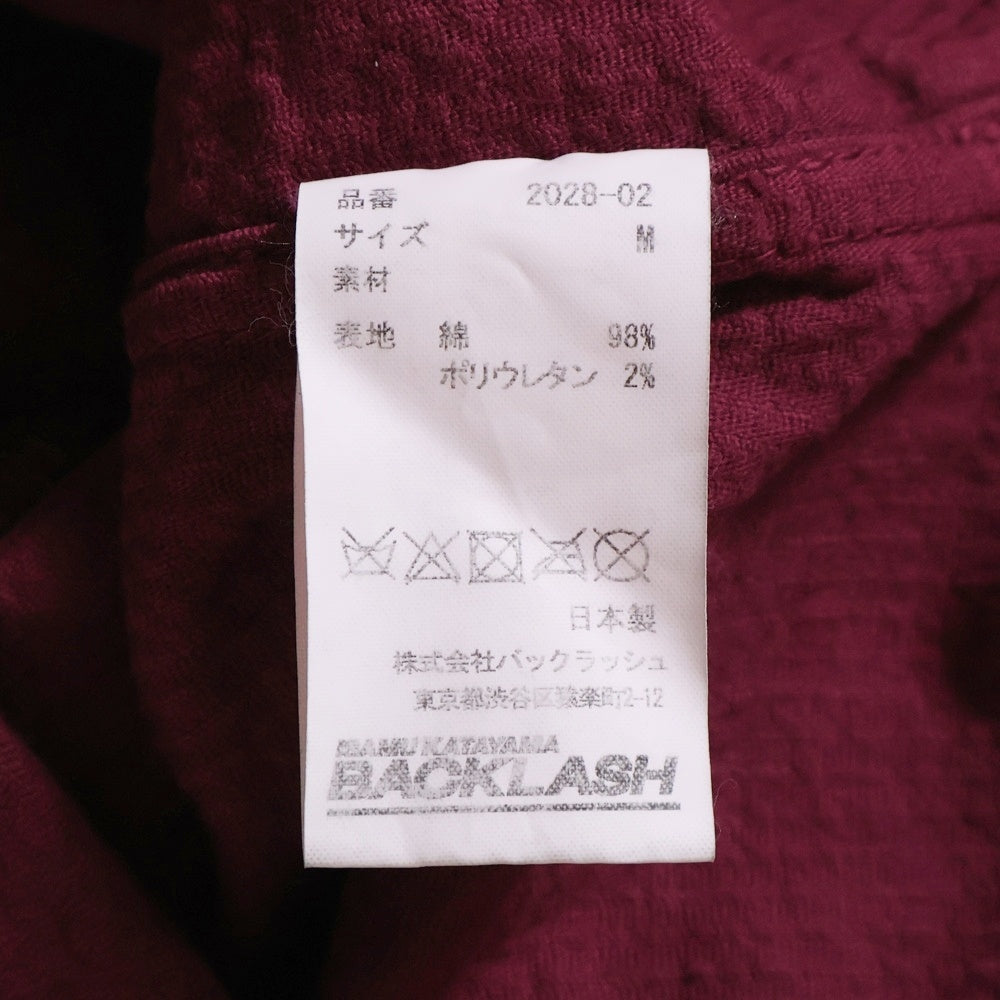 品番 2028-02
サイズ M
素材
表地 綿 98%
ポリウレタン 2%
日本製
株式会社バックラッシュ
東京都渋谷区猿楽町2-12
ISAMU KATAYAMA
BACKLASH